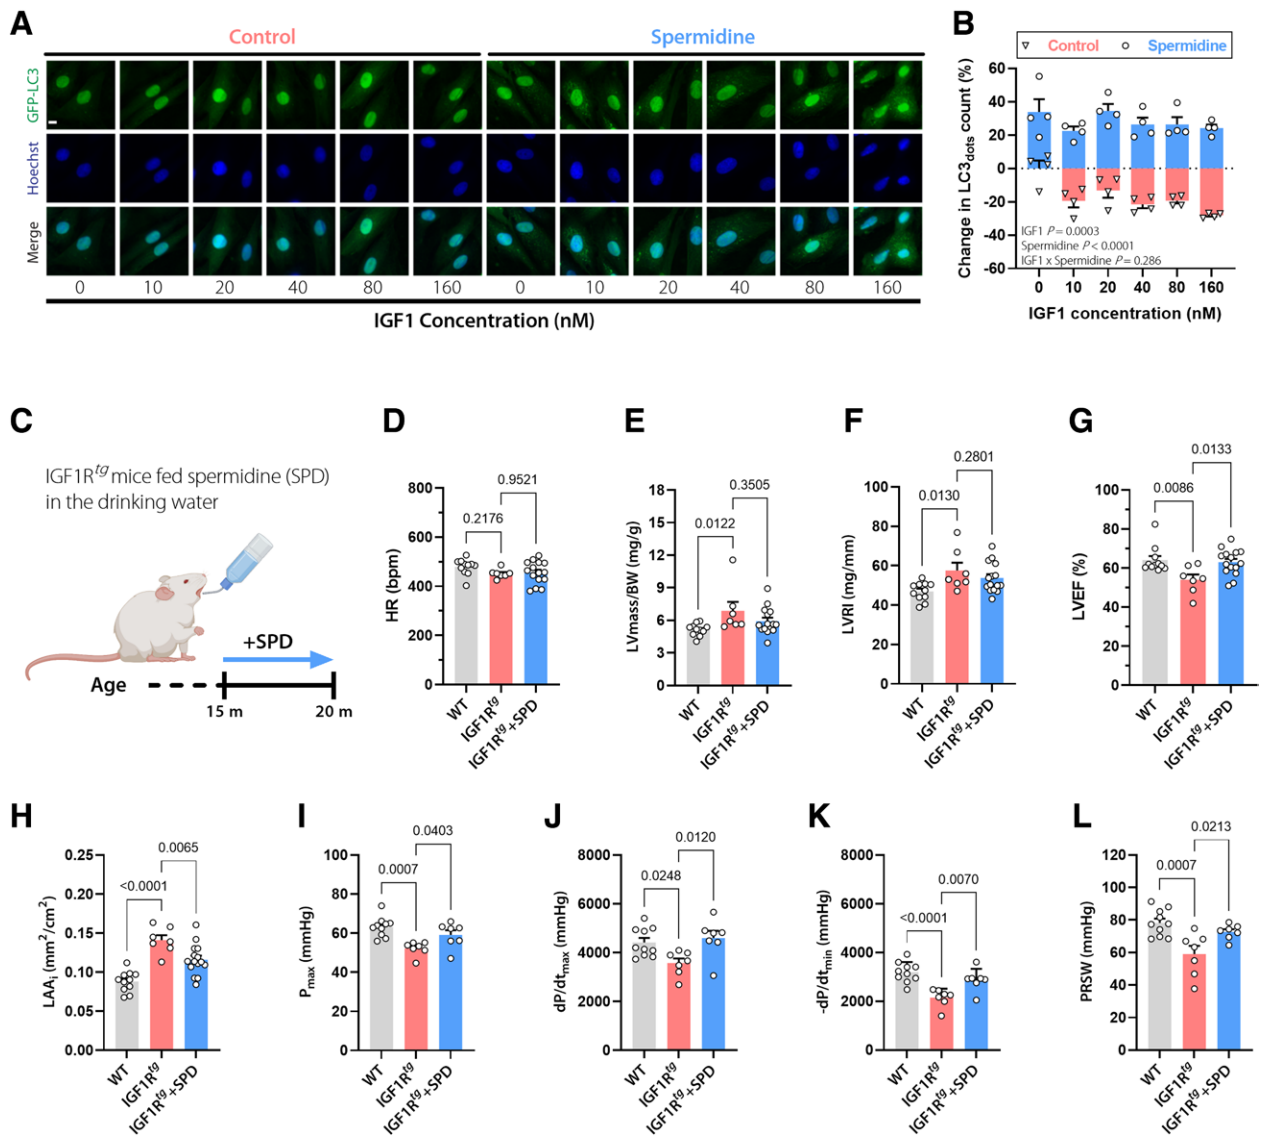 A
Control
Spermidine
GFP-LC3
Hoechst
Merge
0 10 20 40 80 160 0 10 20 40 80 160
IGF1 Concentration (nM)
B
Control Spermidine
Change in LC3dots count (%)
60
40
20
0
-20
-40
-60
IGF1 P = 0.0003
Spermidine P < 0.0001
IGF1 x Spermidine P = 0.286
0 10 20 40 80 160
IGF1 concentration (nM)
C
IGF1Rtg mice fed spermidine (SPD)
in the drinking water
+SPD
Age
15 m 20 m
D
HR (bpm)
800
600
400
200
0
0.9521
0.2176
WT
IGF1Rtg
IGF1Rtg+SPD
E
LVmass/BW (mg/g)
18
15
12
9
6
3
0
0.3505
0.0122
WT
IGF1Rtg
IGF1Rtg+SPD
F
LVRI (mg/mm)
100
80
60
40
20
0
0.2801
0.0130
WT
IGF1Rtg
IGF1Rtg+SPD
G
LVEF (%)
100
80
60
40
20
0
0.0133
0.0086
WT
IGF1Rtg
IGF1Rtg+SPD
H
LAAi (mm2/cm2)
0.25
0.20
0.15
0.10
0.05
0.00
0.0065
<0.0001
WT
IGF1Rtg
IGF1Rtg+SPD
I
Pmax (mmHg)
100
80
60
40
20
0
0.0403
0.0007
WT
IGF1Rtg
IGF1Rtg+SPD
J
dP/dtmax (mmHg)
8000
6000
4000
2000
0
0.0120
0.0248
WT
IGF1Rtg
IGF1Rtg+SPD
K
-dP/dtmin (mmHg)
8000
6000
4000
2000
0
0.0070
<0.0001
WT
IGF1Rtg
IGF1Rtg+SPD
L
PRSW (mmHg)
120
100
80
60
40
20
0
0.0213
0.0007
WT
IGF1Rtg
IGF1Rtg+SPD